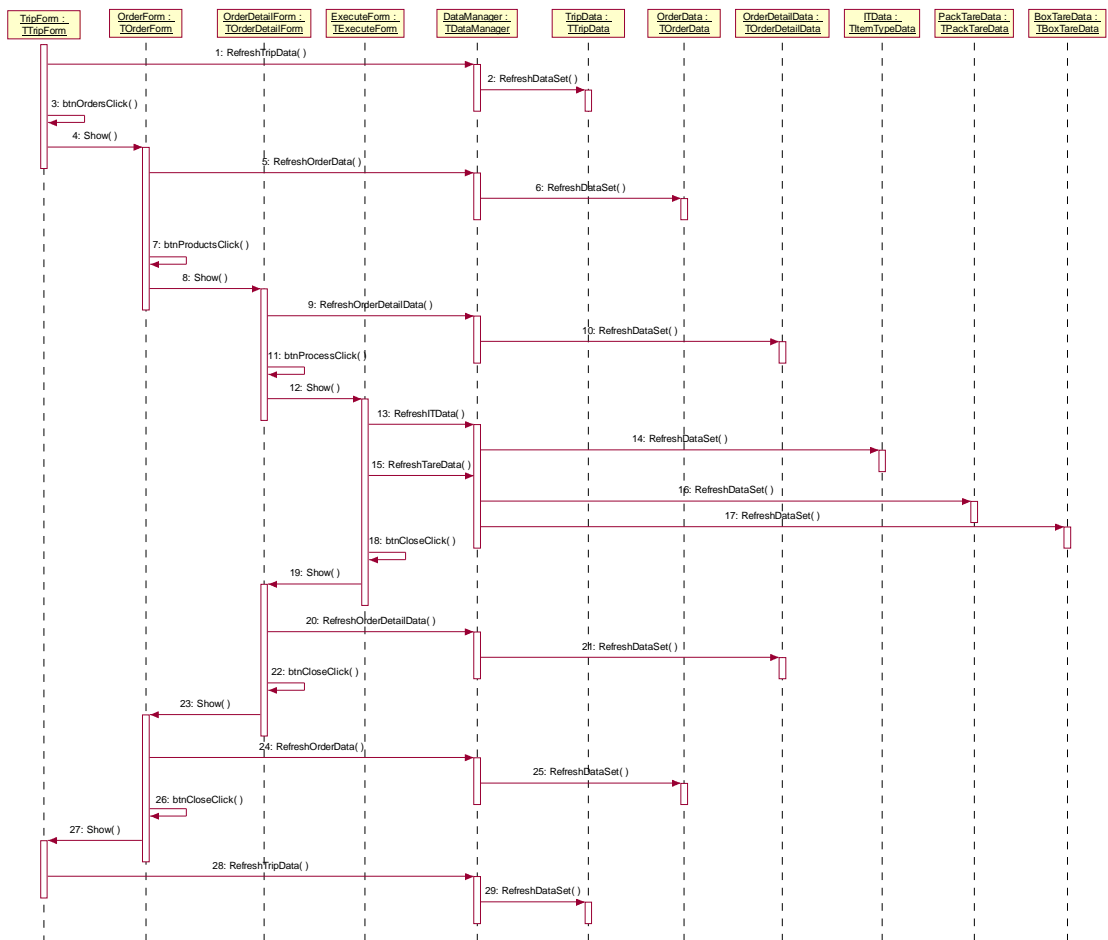 TripForm :
TTripForm
OrderForm :
TOrderForm
OrderDetailForm :
TOrderDetailForm
ExecuteForm :
TExecuteForm
DataManager :
TDataManager
TripData :
TTripData
OrderData :
TOrderData
OrderDetailData :
TOrderDetailData
ITData :
TItemTypeData
PackTareData :
TPackTareData
BoxTareData :
TBoxTareData
1: RefreshTripData( )
2: RefreshDataSet( )
3: btnOrdersClick( )
4: Show( )
5: RefreshOrderData( )
6: RefreshDataSet( )
7: btnProductsClick( )
8: Show( )
9: RefreshOrderDetailData( )
10: RefreshDataSet( )
11: btnProcessClick( )
12: Show( )
13: RefreshITData( )
14: RefreshDataSet( )
15: RefreshTareData( )
16: RefreshDataSet( )
17: RefreshDataSet( )
18: btnCloseClick( )
19: Show( )
20: RefreshOrderDetailData( )
21: RefreshDataSet( )
22: btnCloseClick( )
23: Show( )
24: RefreshOrderData( )
25: RefreshDataSet( )
26: btnCloseClick( )
27: Show( )
28: RefreshTripData( )
29: RefreshDataSet( )